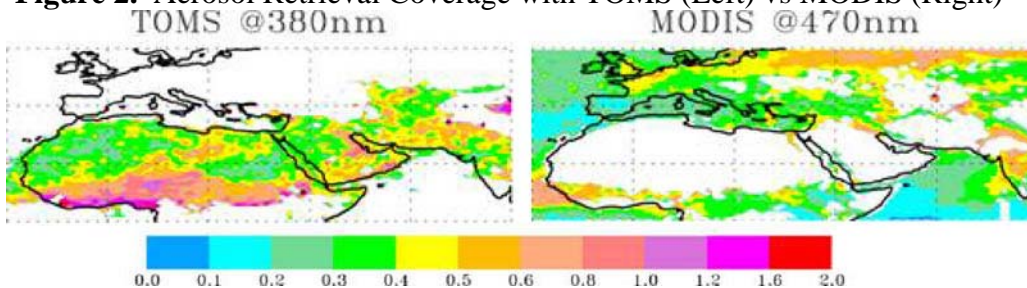 Figure 2. Aerosol Retrieval Coverage with TOMS (Left) vs MODIS (Right)
TOMS @380nm MODIS @470nm
0.0 0.1 0.2 0.3 0.4 0.5 0.6 0.8 1.0 1.2 1.6 2.0